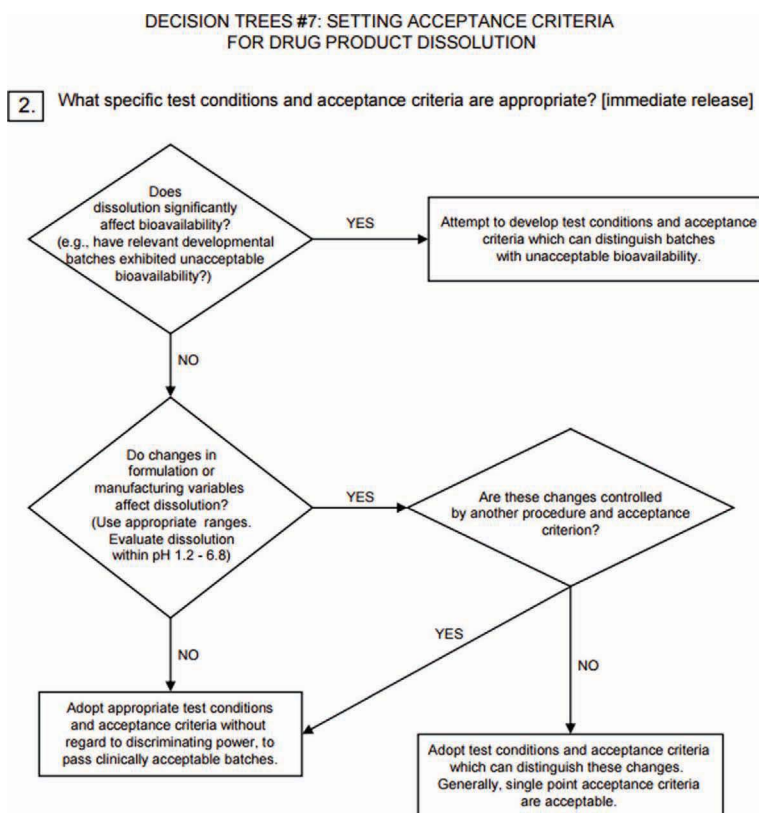 DECISION TREES #7: SETTING ACCEPTANCE CRITERIA
FOR DRUG PRODUCT DISSOLUTION
2. What specific test conditions and acceptance criteria are appropriate? [immediate release]
Does
dissolution significantly
affect bioavailability?
(e.g., have relevant developmental
batches exhibited unacceptable
bioavailability?)
YES
Attempt to develop test conditions and acceptance
criteria which can distinguish batches
with unacceptable bioavailability.
NO
Do changes in
formulation or
manufacturing variables
affect dissolution?
(Use appropriate ranges.
Evaluate dissolution
within pH 1.2 - 6.8)
YES
Are these changes controlled
by another procedure and acceptance
criterion?
YES
NO
NO
Adopt appropriate test conditions
and acceptance criteria without
regard to discriminating power, to
pass clinically acceptable batches.
Adopt test conditions and acceptance criteria
which can distinguish these changes.
Generally, single point acceptance criteria
are acceptable.